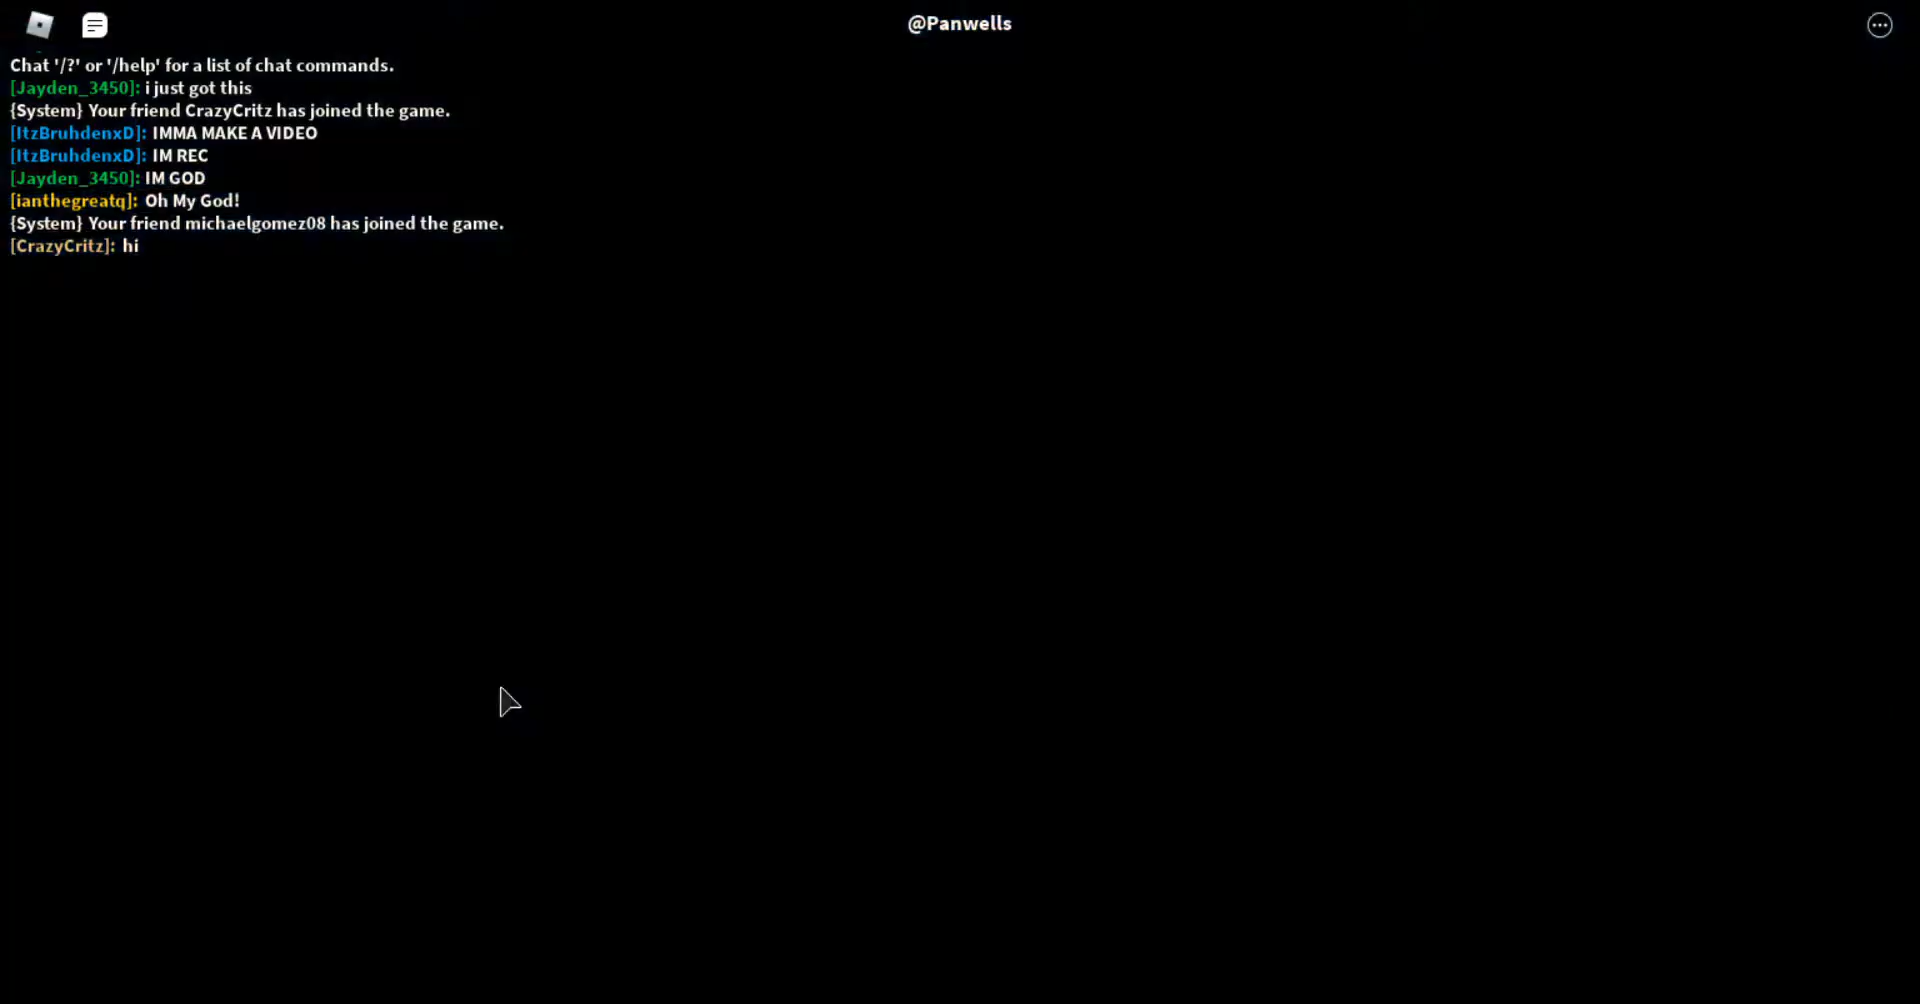 @Panwells
Chat '/?' or '/help' for a list of chat commands.
[Jayden_3450]: i just got this
{System} Your friend CrazyCritz has joined the game.
[ItzBruhdenxD]: IMMA MAKE A VIDEO
[ItzBruhdenxD]: IM REC
[Jayden_3450]: IM GOD
[ianthegreatq]: Oh My God!
{System} Your friend michaelgomez08 has joined the game.
[CrazyCritz]: hi